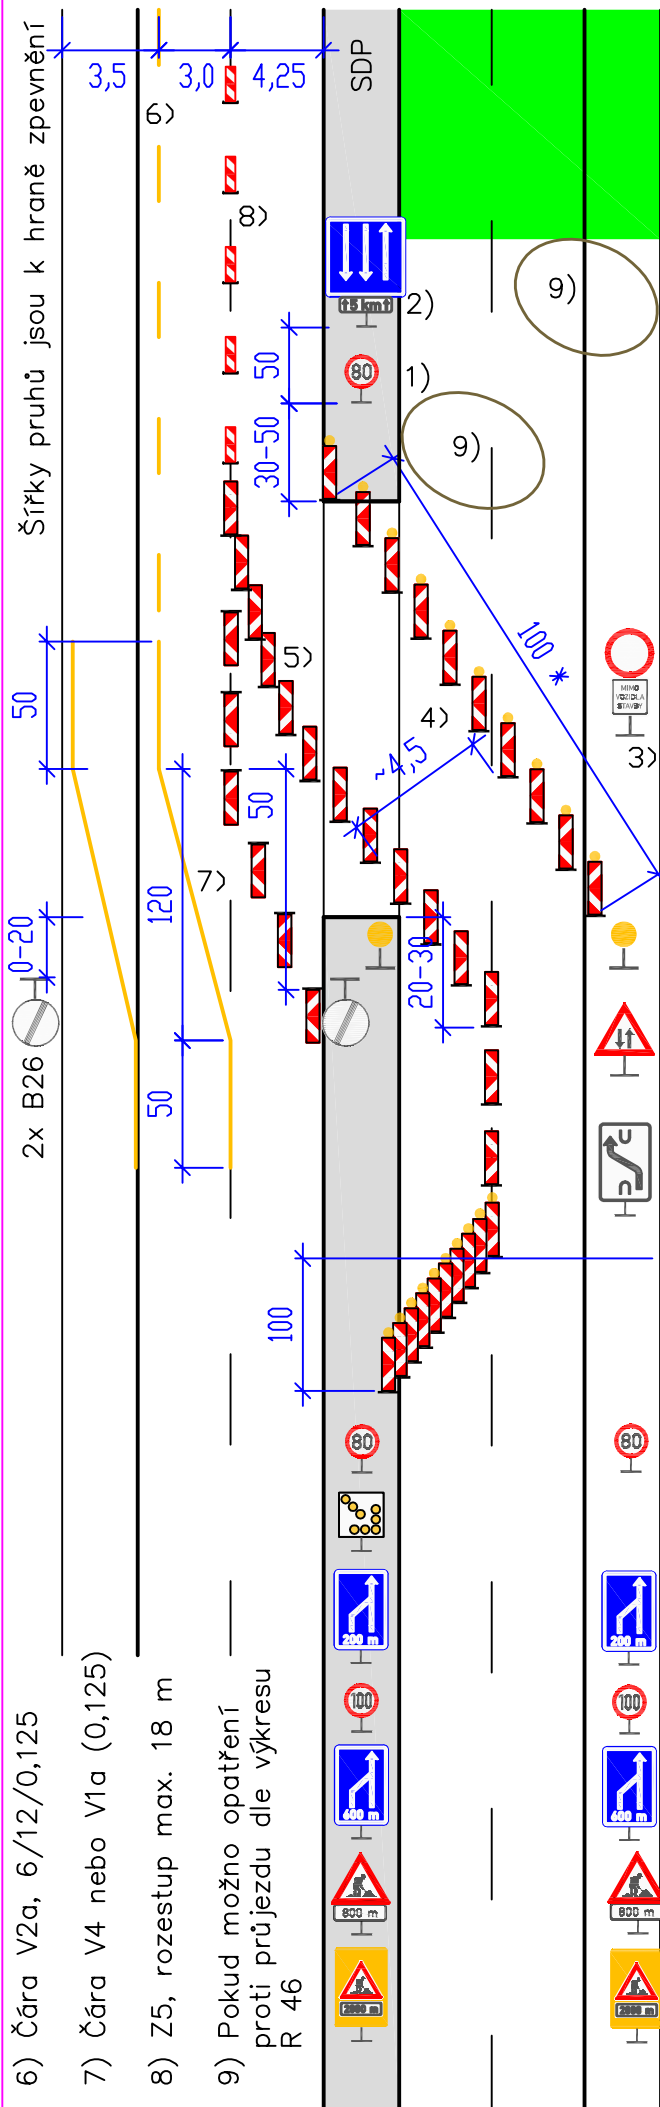 Šířky pruhů jsou k hraně zpevnění
3,5
3,0
4,25
SDP
6)
8)
↑5 km↑
2)
9)
50
80
1)
30-50
9)
50
5)
100 *
4)
~4,5
MIMO
VOZIDLA
STAVBY
3)
50
7)
120
0-20
20-30
2x B26
50
100
80
80
200 m
200 m
100
100
600 m
600 m
800 m
800 m
2000 m
2000 m
6) Čára V2a, 6/12/0,125
7) Čára V4 nebo V1a (0,125)
8) Z5, rozestup max. 18 m
9) Pokud možno opatření
proti průjezdu dle výkresu
R 46